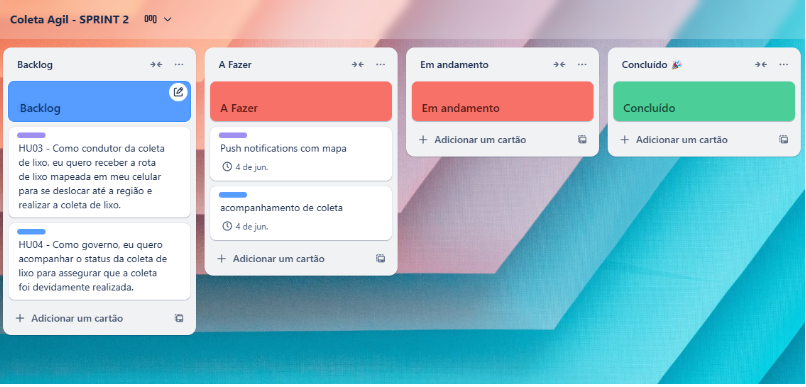 Coleta Agil - SPRINT 2
Backlog
Backlog
HU03 - Como condutor da coleta
de lixo, eu quero receber a rota
de lixo mapeada em meu celular
para se deslocar até a região e
realizar a coleta de lixo.
HU04 - Como governo, eu quero
acompanhar o status da coleta de
lixo para assegurar que a coleta
foi devidamente realizada.
Adicionar um cartão
A Fazer
A Fazer
Push notifications com mapa
4 de jun.
acompanhamento de coleta
4 de jun.
Adicionar um cartão
Em andamento
Em andamento
Adicionar um cartão
Concluído 🎉
Concluído
Adicionar um cartão